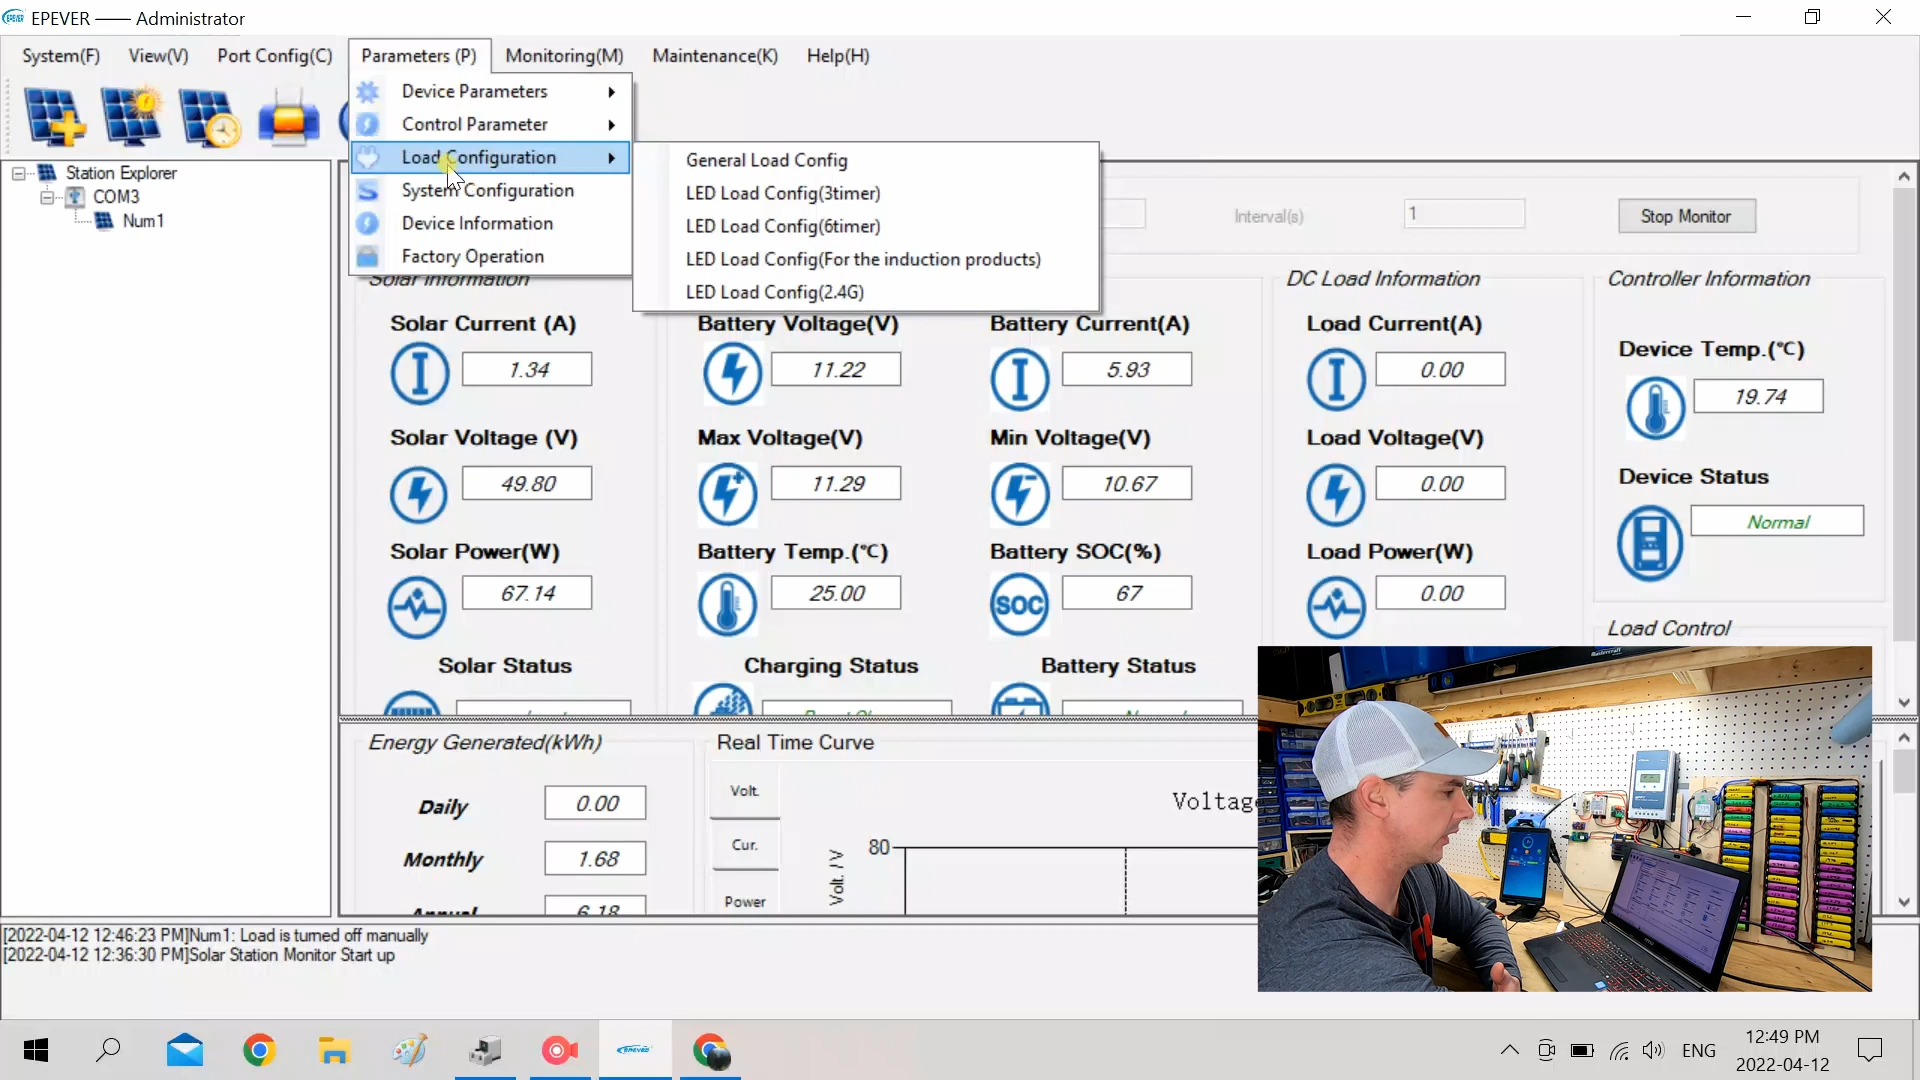 EPEVER —— Administrator
System(F) View(V) Port Config(C) Parameters (P) Monitoring(M) Maintenance(K) Help(H)
Device Parameters
Control Parameter
Load Configuration
System Configuration
Device Information
Factory Operation
General Load Config
LED Load Config(3timer)
LED Load Config(6timer)
LED Load Config(For the induction products)
LED Load Config(2.4G)
Station Explorer
COM3
Num1
Interval(s) 1 Stop Monitor
Solar Information
DC Load Information
Controller Information
Solar Current (A)
1.34
Solar Voltage (V)
49.80
Solar Power(W)
67.14
Solar Status
Battery Voltage(V)
11.22
Max Voltage(V)
11.29
Battery Temp.(℃)
25.00
Charging Status
Battery Current(A)
5.93
Min Voltage(V)
10.67
Battery SOC(%)
SOC
67
Battery Status
Load Current(A)
0.00
Load Voltage(V)
0.00
Load Power(W)
0.00
Device Temp.(℃)
19.74
Device Status
Normal
Load Control
Energy Generated(kWh)
Daily 0.00
Monthly 1.68
Annual 6.18
Real Time Curve
Volt.
Cur.
Power
Voltage
Volt. / V
80
[2022-04-12 12:46:23 PM]Num1: Load is turned off manually
[2022-04-12 12:36:30 PM]Solar Station Monitor Start up
Mastercraft
EPEVER
ENG
12:49 PM
2022-04-12